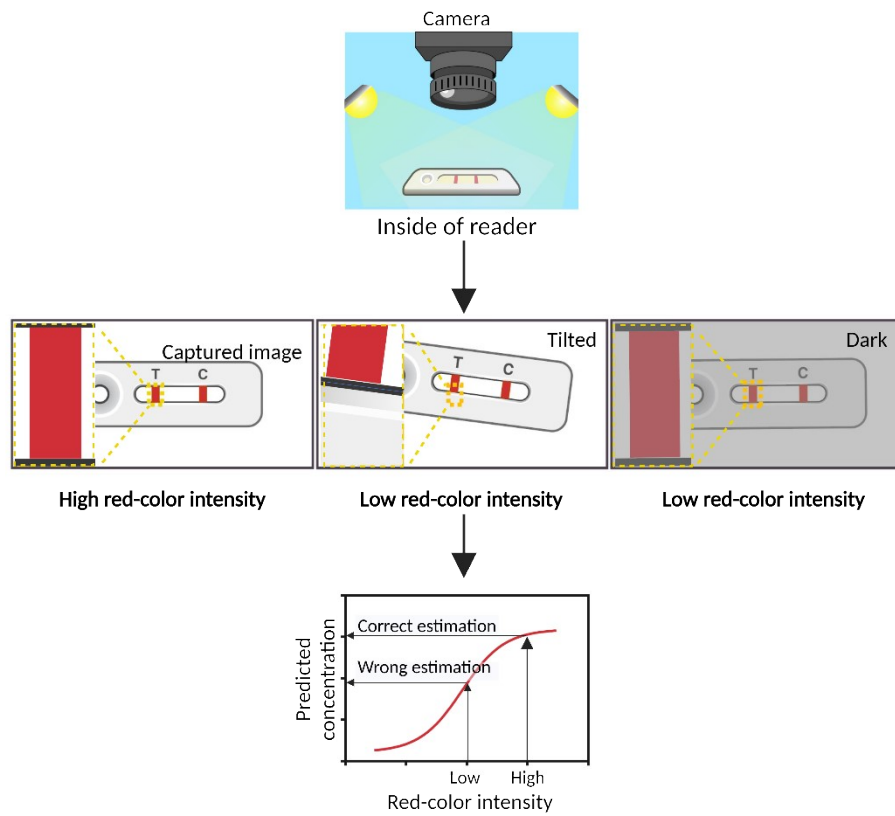 Camera
Inside of reader
Captured image
T
C
Tilted
T
C
Dark
T
C
High red-color intensity
Low red-color intensity
Low red-color intensity
Predicted
concentration
Correct estimation
Wrong estimation
Low
High
Red-color intensity